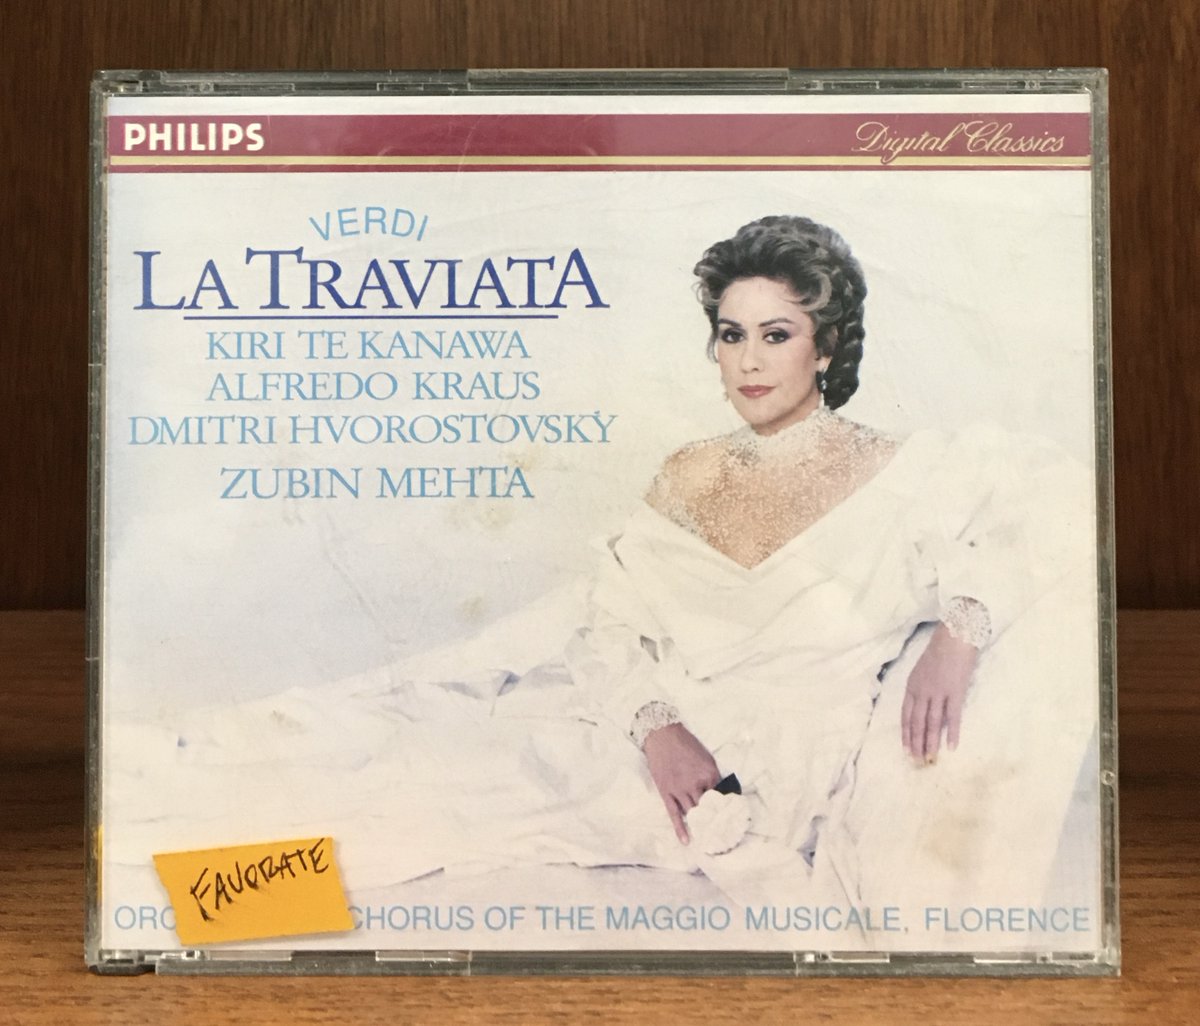 PHILIPS Digital Classics
VERDI
LA TRAVIATA
KIRI TE KANAWA
ALFREDO KRAUS
DMITRI HVOROSTOVSKY
ZUBIN MEHTA
FAVORATE
ORC CHORUS OF THE MAGGIO MUSICALE, FLORENCE